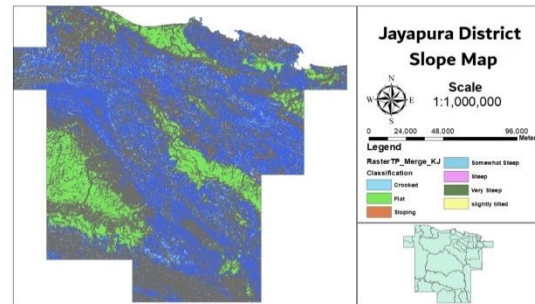 Jayapura District
Slope Map
N
W E
S
Scale
1:1,000,000
0 24,000 48,000 96,000
Meter
Legend
RasterTP_Merge_KJ
Classification
Crooked
Flat
Sloping
Somewhat Steep
Steep
Very Steep
slightly tilted